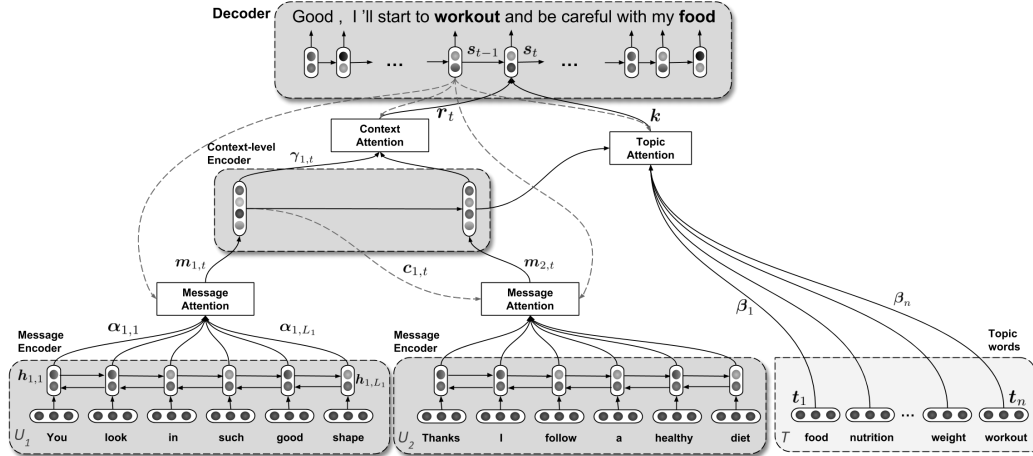 Decoder
Good , I 'll start to workout and be careful with my food
s_{t-1} s_t
... ...
r_t k
Context Attention
Topic Attention
Context-level Encoder
γ_{1,t}
m_{1,t} c_{1,t} m_{2,t}
Message Attention
Message Attention
β_1 β_n
Message Encoder
α_{1,1} α_{1,L_1}
Message Encoder
Topic words
h_{1,1} h_{1,L_1}
t_1 t_n
...
U_1 You look in such good shape
U_2 Thanks I follow a healthy diet
T food nutrition weight workout